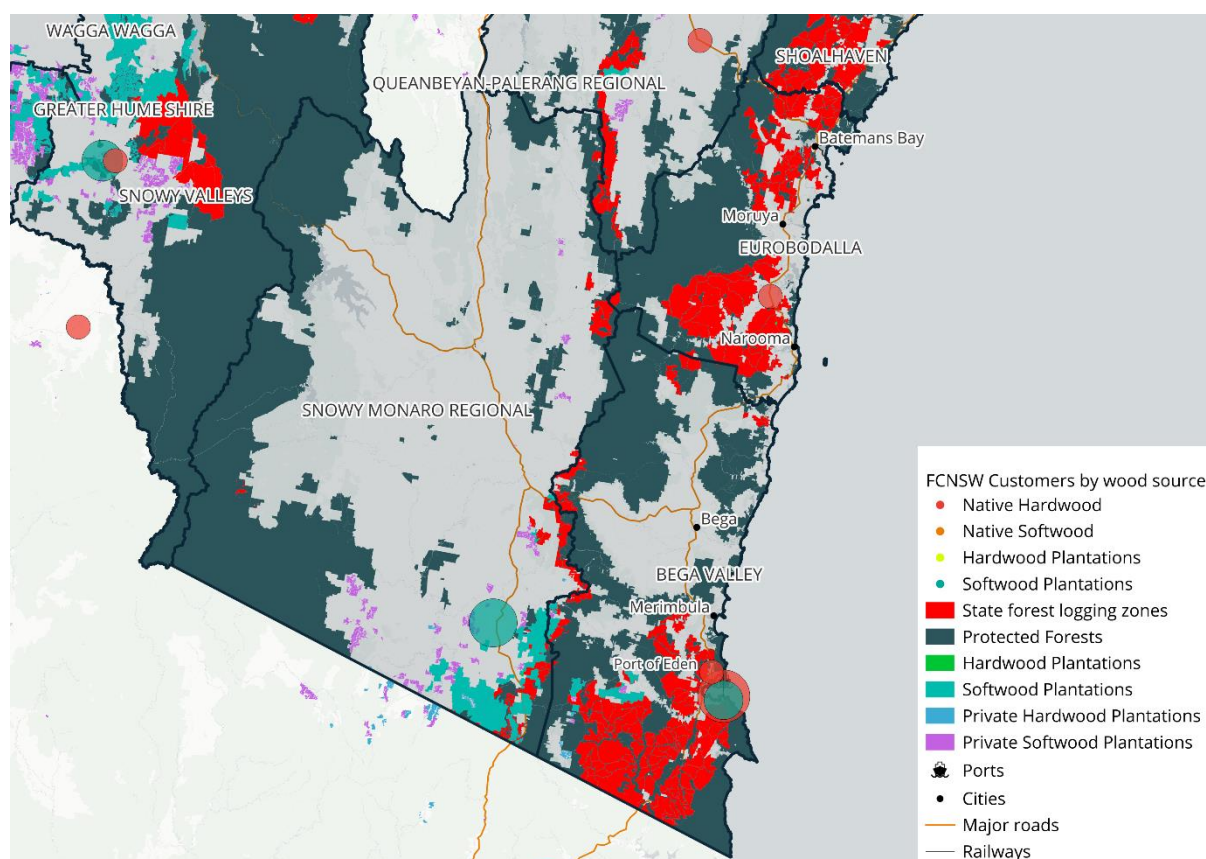 WAGGA WAGGA
SHOALHAVEN
QUEANBEYAN-PALERANG REGIONAL
GREATER HUME SHIRE
Batemans Bay
SNOWY VALLEYS
Moruya
EUROBODALLA
Narooma
SNOWY MONARO REGIONAL
Bega
BEGA VALLEY
Merimbula
Port of Eden
FCNSW Customers by wood source
Native Hardwood
Native Softwood
Hardwood Plantations
Softwood Plantations
State forest logging zones
Protected Forests
Hardwood Plantations
Softwood Plantations
Private Hardwood Plantations
Private Softwood Plantations
Ports
Cities
Major roads
Railways